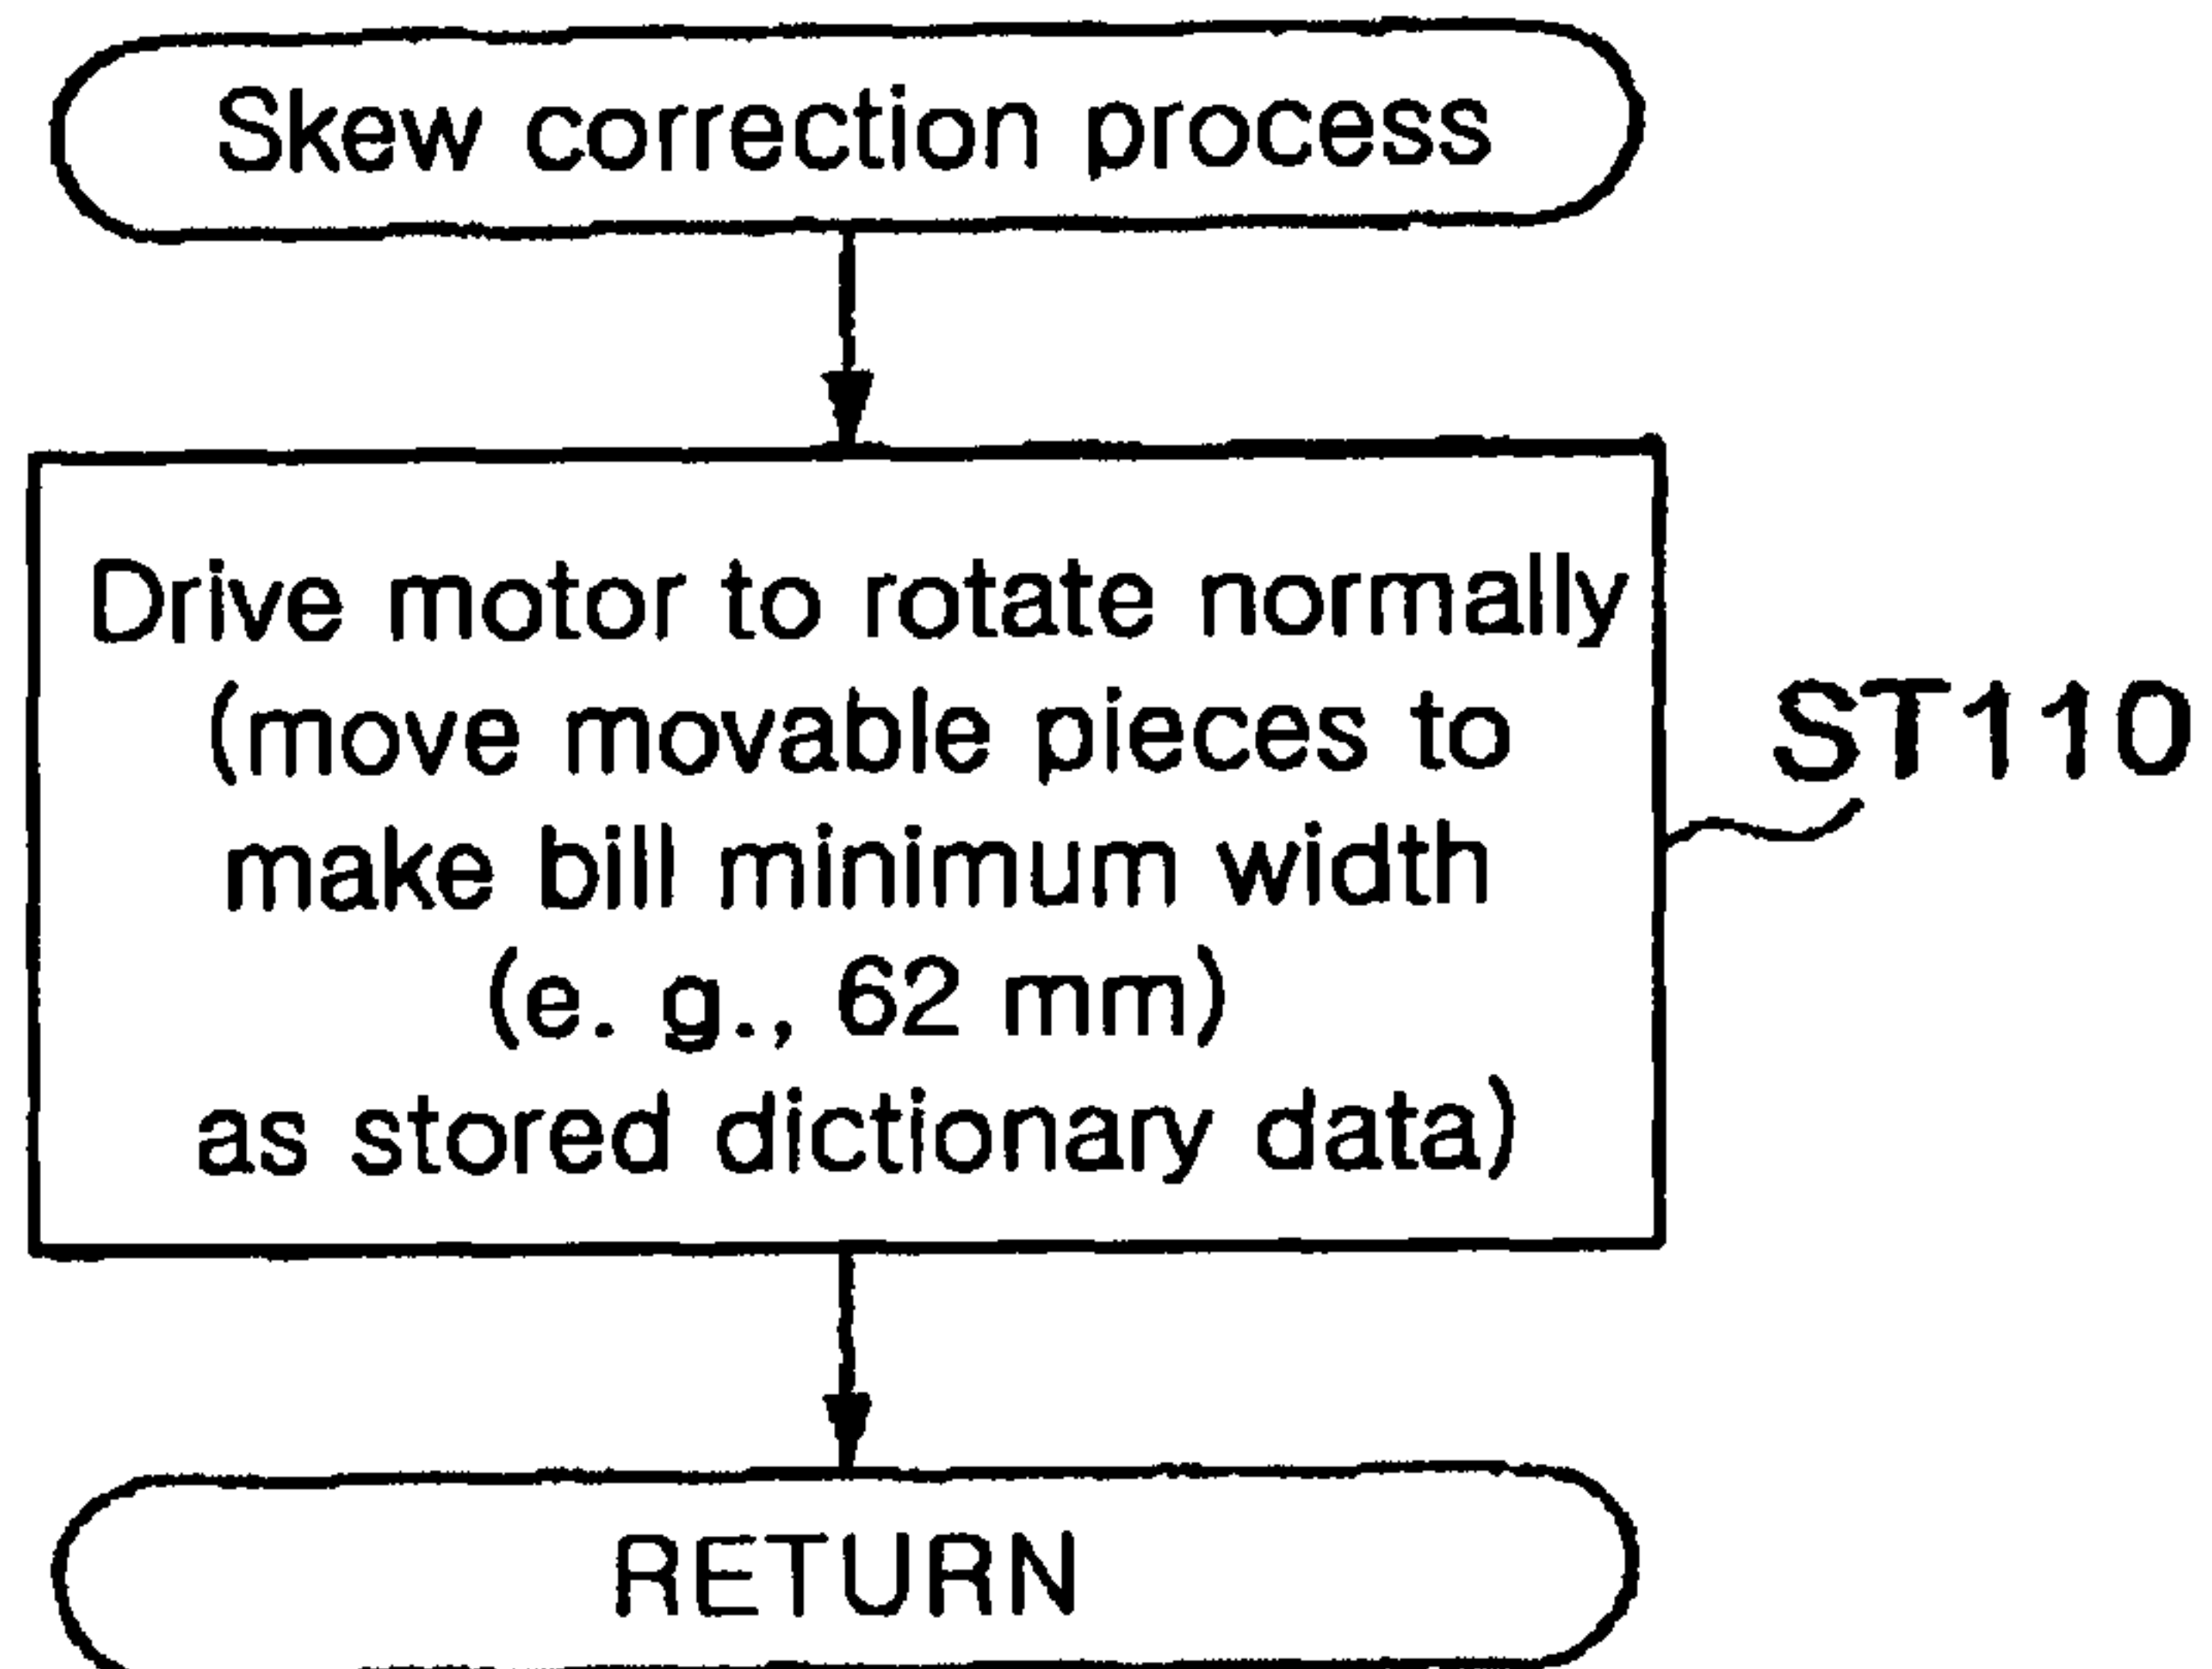 Skew correction process
Drive motor to rotate normally
(move movable pieces to
make bill minimum width
(e. g., 62 mm)
as stored dictionary data)
ST110
RETURN